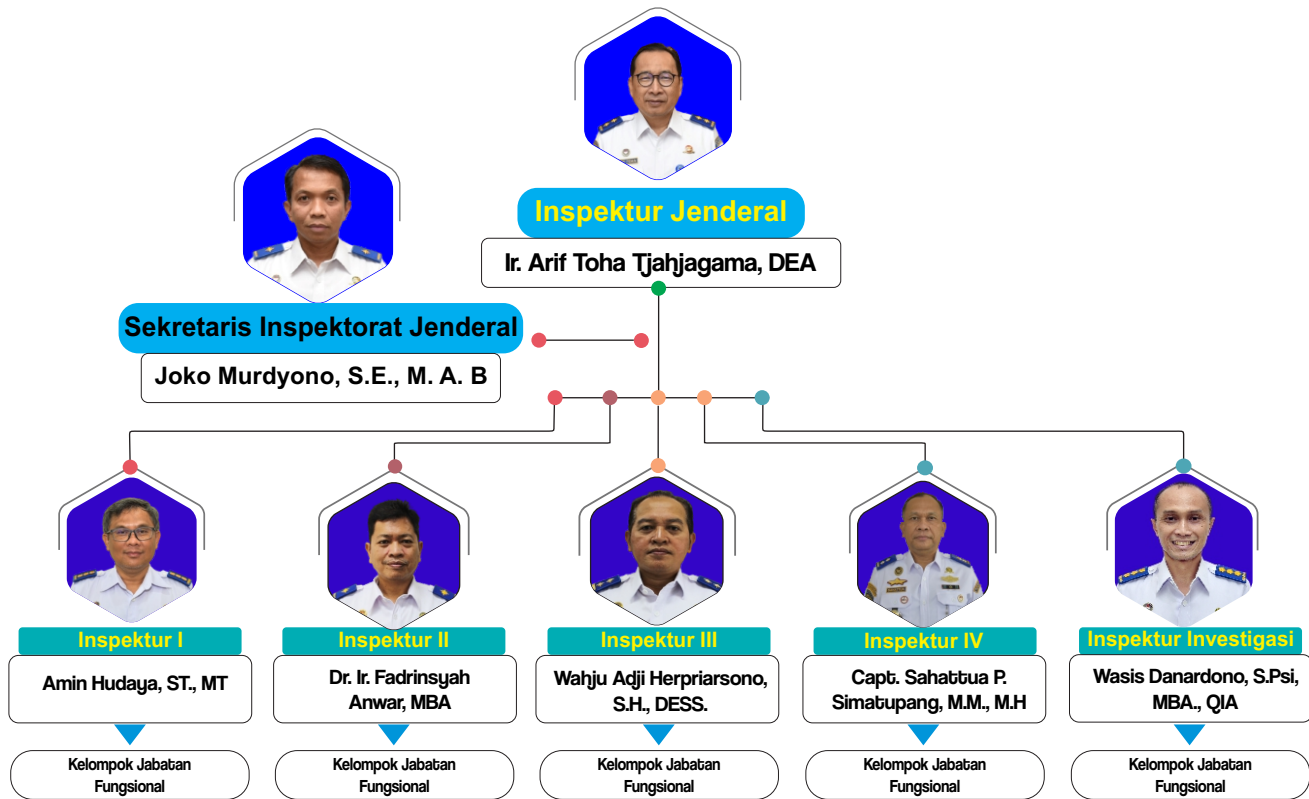 Inspektur Jenderal
Ir. Arif Toha Tjahjagama, DEA
Sekretaris Inspektorat Jenderal
Joko Murdyono, S.E., M. A. B
Inspektur I
Amin Hudaya, ST., MT
Kelompok Jabatan
Fungsional
Inspektur II
Dr. Ir. Fadrinsyah
Anwar, MBA
Kelompok Jabatan
Fungsional
Inspektur III
Wahju Adji Herpriarsono,
S.H., DESS.
Kelompok Jabatan
Fungsional
Inspektur IV
Capt. Sahattua P.
Simatupang, M.M., M.H
Kelompok Jabatan
Fungsional
Inspektur Investigasi
Wasis Danardono, S.Psi,
MBA., QIA
Kelompok Jabatan
Fungsional